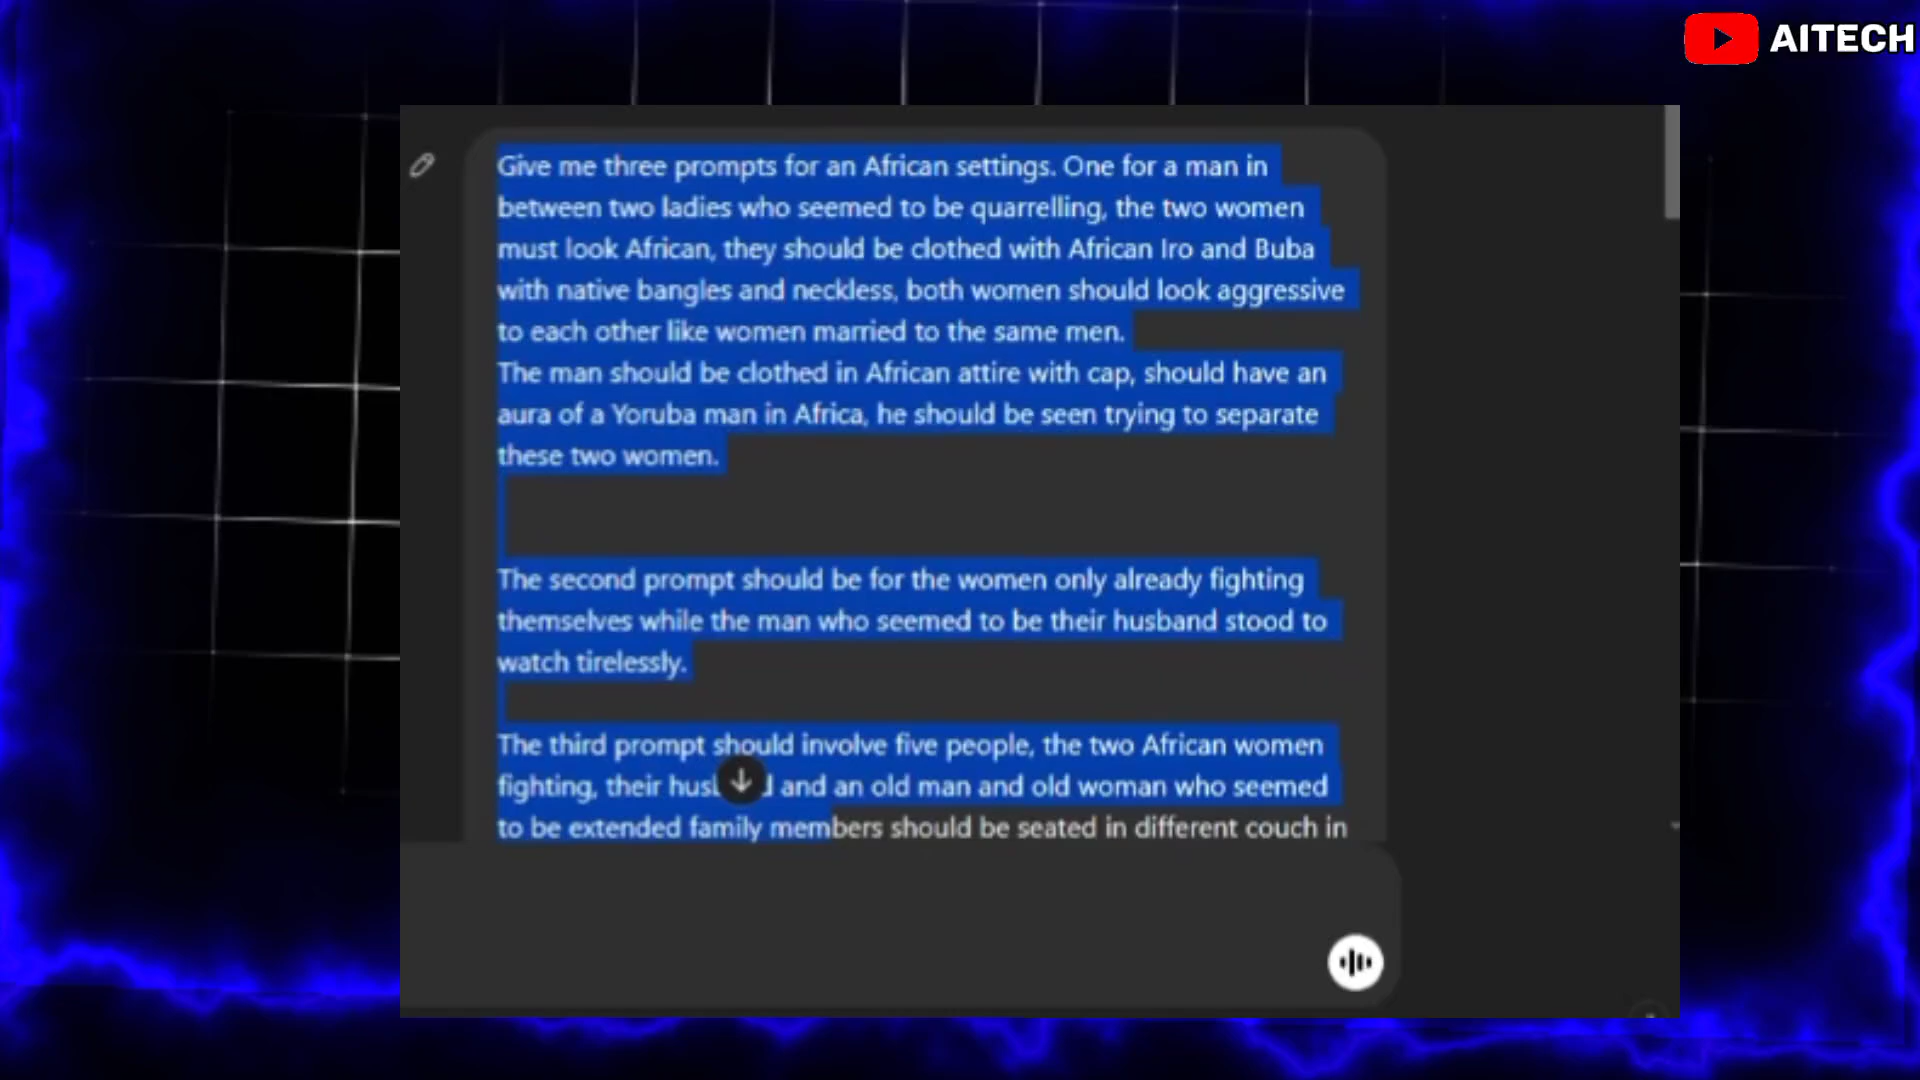 AITECH
Give me three prompts for an African settings. One for a man in
between two ladies who seemed to be quarrelling, the two women
must look African, they should be clothed with African Iro and Buba
with native bangles and neckless, both women should look aggressive
to each other like women married to the same men.
The man should be clothed in African attire with cap, should have an
aura of a Yoruba man in Africa, he should be seen trying to separate
these two women.
The second prompt should be for the women only already fighting
themselves while the man who seemed to be their husband stood to
watch tirelessly.
The third prompt should involve five people, the two African women
fighting, their and an old man and old woman who seemed
to be extended family members should be seated in different couch in